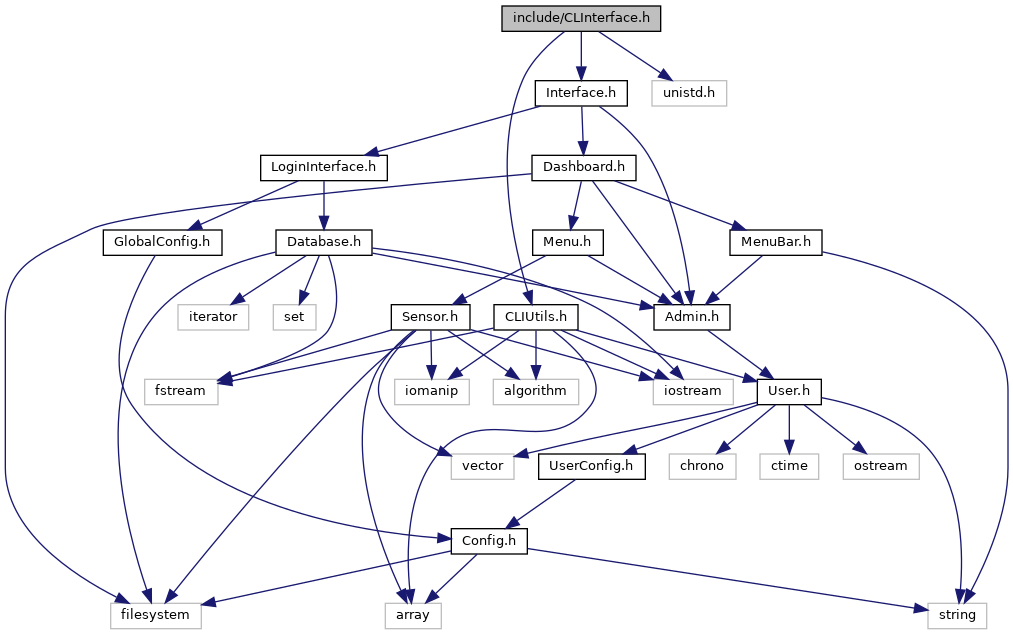 include/CLInterface.h
Interface.h
unistd.h
LoginInterface.h
Dashboard.h
GlobalConfig.h
Database.h
Menu.h
MenuBar.h
iterator
set
Sensor.h
CLIUtils.h
Admin.h
fstream
iomanip
algorithm
iostream
User.h
vector
UserConfig.h
chrono
ctime
ostream
Config.h
filesystem
array
string